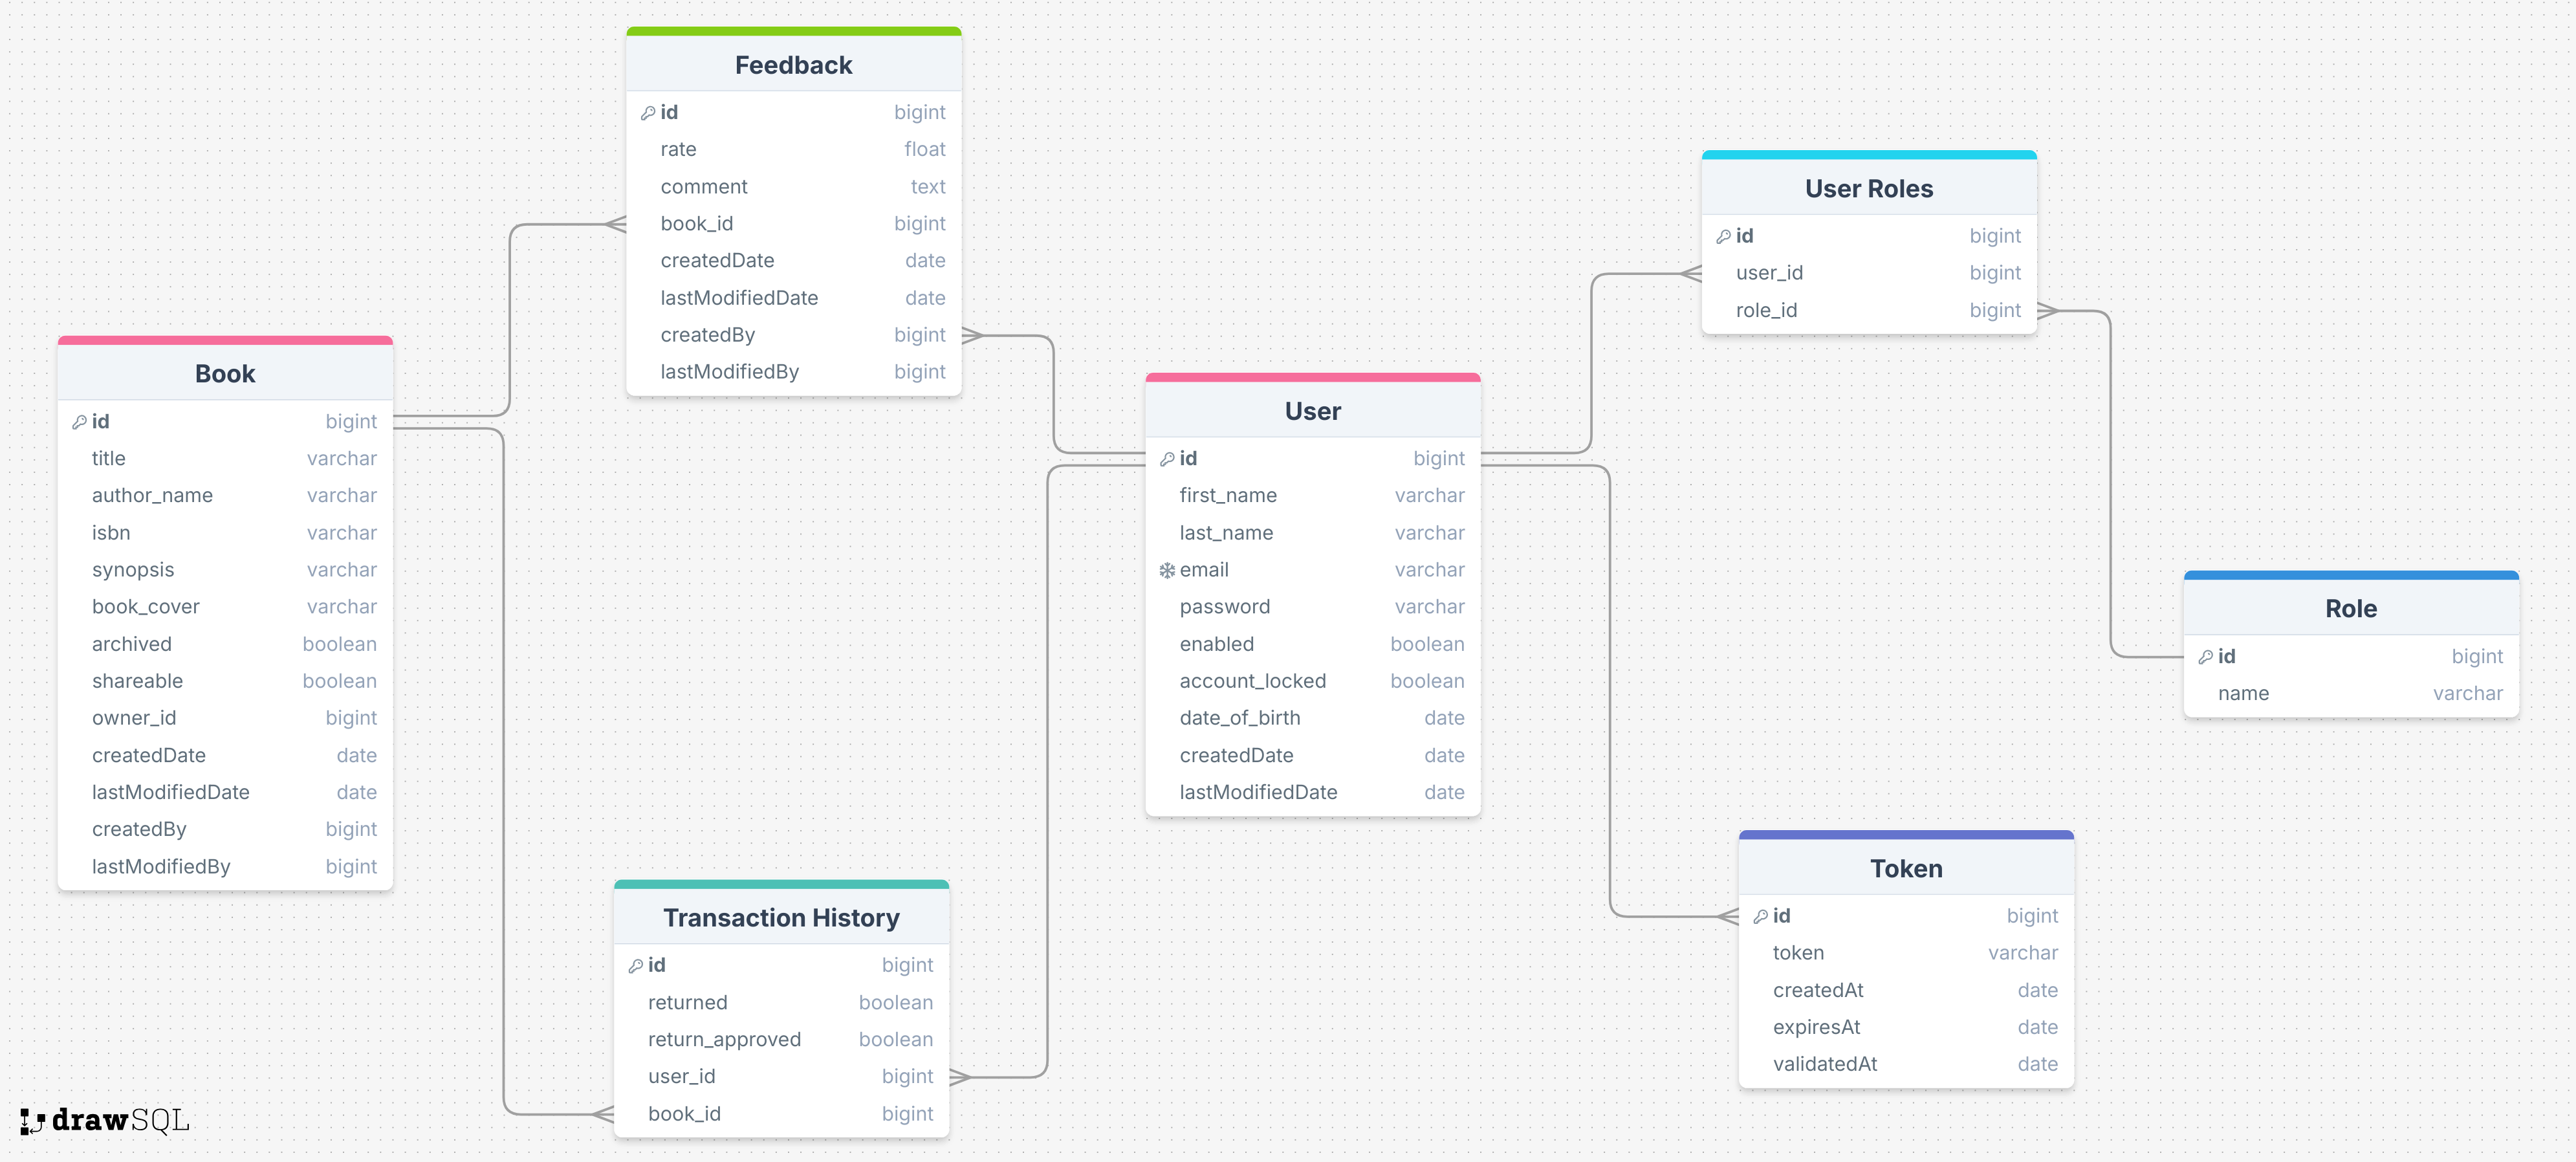 Feedback
id bigint
rate float
comment text
book_id bigint
createdDate date
lastModifiedDate date
createdBy bigint
lastModifiedBy bigint
User Roles
id bigint
user_id bigint
role_id bigint
Book
id bigint
title varchar
author_name varchar
isbn varchar
synopsis varchar
book_cover varchar
archived boolean
shareable boolean
owner_id bigint
createdDate date
lastModifiedDate date
createdBy bigint
lastModifiedBy bigint
User
id bigint
first_name varchar
last_name varchar
email varchar
password varchar
enabled boolean
account_locked boolean
date_of_birth date
createdDate date
lastModifiedDate date
Role
id bigint
name varchar
Transaction History
id bigint
returned boolean
return_approved boolean
user_id bigint
book_id bigint
Token
id bigint
token varchar
createdAt date
expiresAt date
validatedAt date
drawSQL